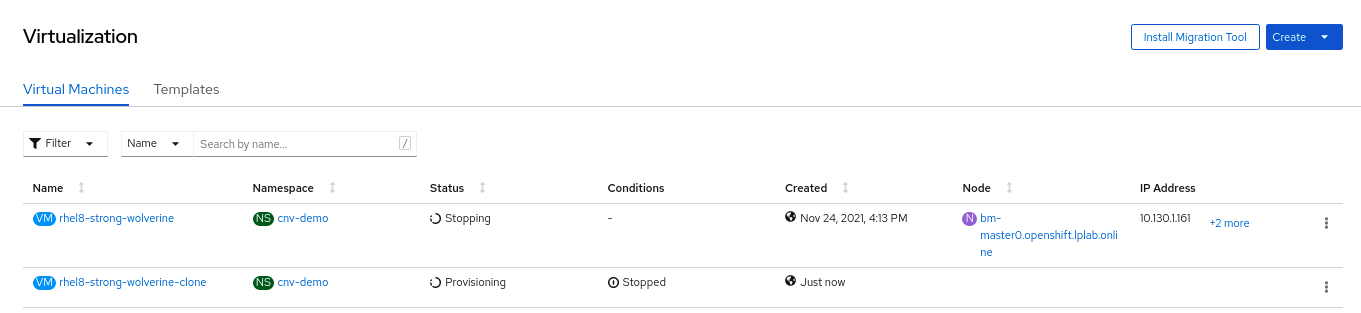 Virtualization
Install Migration Tool
Create
Virtual Machines
Templates
Filter
Name
Search by name...
/
Name
Namespace
Status
Conditions
Created
Node
IP Address
VM rhel8-strong-wolverine
NS cnv-demo
Stopping
-
Nov 24, 2021, 4:13 PM
N bm-
master0.openshift.lplab.onli
ne
10.130.1.161
+2 more
VM rhel8-strong-wolverine-clone
NS cnv-demo
Provisioning
Stopped
Just now